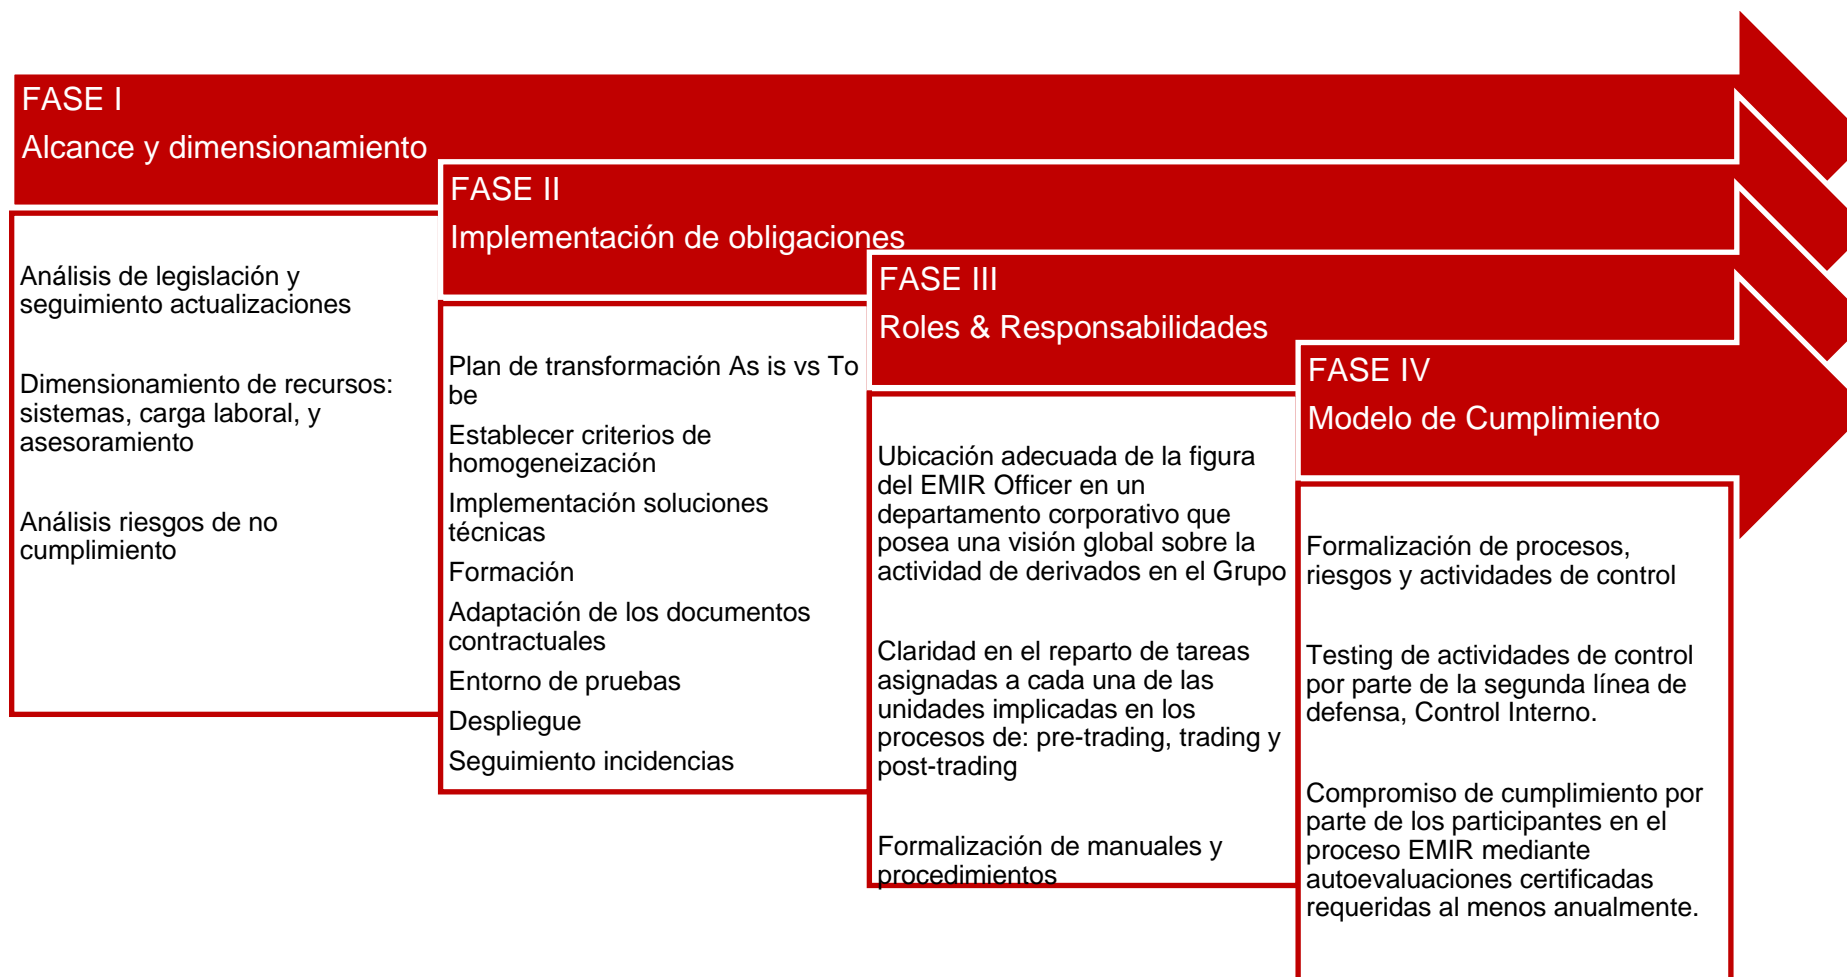 FASE I
Alcance y dimensionamiento
Análisis de legislación y
seguimiento actualizaciones
Dimensionamiento de recursos:
sistemas, carga laboral, y
asesoramiento
Análisis riesgos de no
cumplimiento
FASE II
Implementación de obligaciones
Plan de transformación As is vs To
be
Establecer criterios de
homogeneización
Implementación soluciones
técnicas
Formación
Adaptación de los documentos
contractuales
Entorno de pruebas
Despliegue
Seguimiento incidencias
FASE III
Roles & Responsabilidades
Ubicación adecuada de la figura
del EMIR Officer en un
departamento corporativo que
posea una visión global sobre la
actividad de derivados en el Grupo
Claridad en el reparto de tareas
asignadas a cada una de las
unidades implicadas en los
procesos de: pre-trading, trading y
post-trading
Formalización de manuales y
procedimientos
FASE IV
Modelo de Cumplimiento
Formalización de procesos,
riesgos y actividades de control
Testing de actividades de control
por parte de la segunda línea de
defensa, Control Interno.
Compromiso de cumplimiento por
parte de los participantes en el
proceso EMIR mediante
autoevaluaciones certificadas
requeridas al menos anualmente.